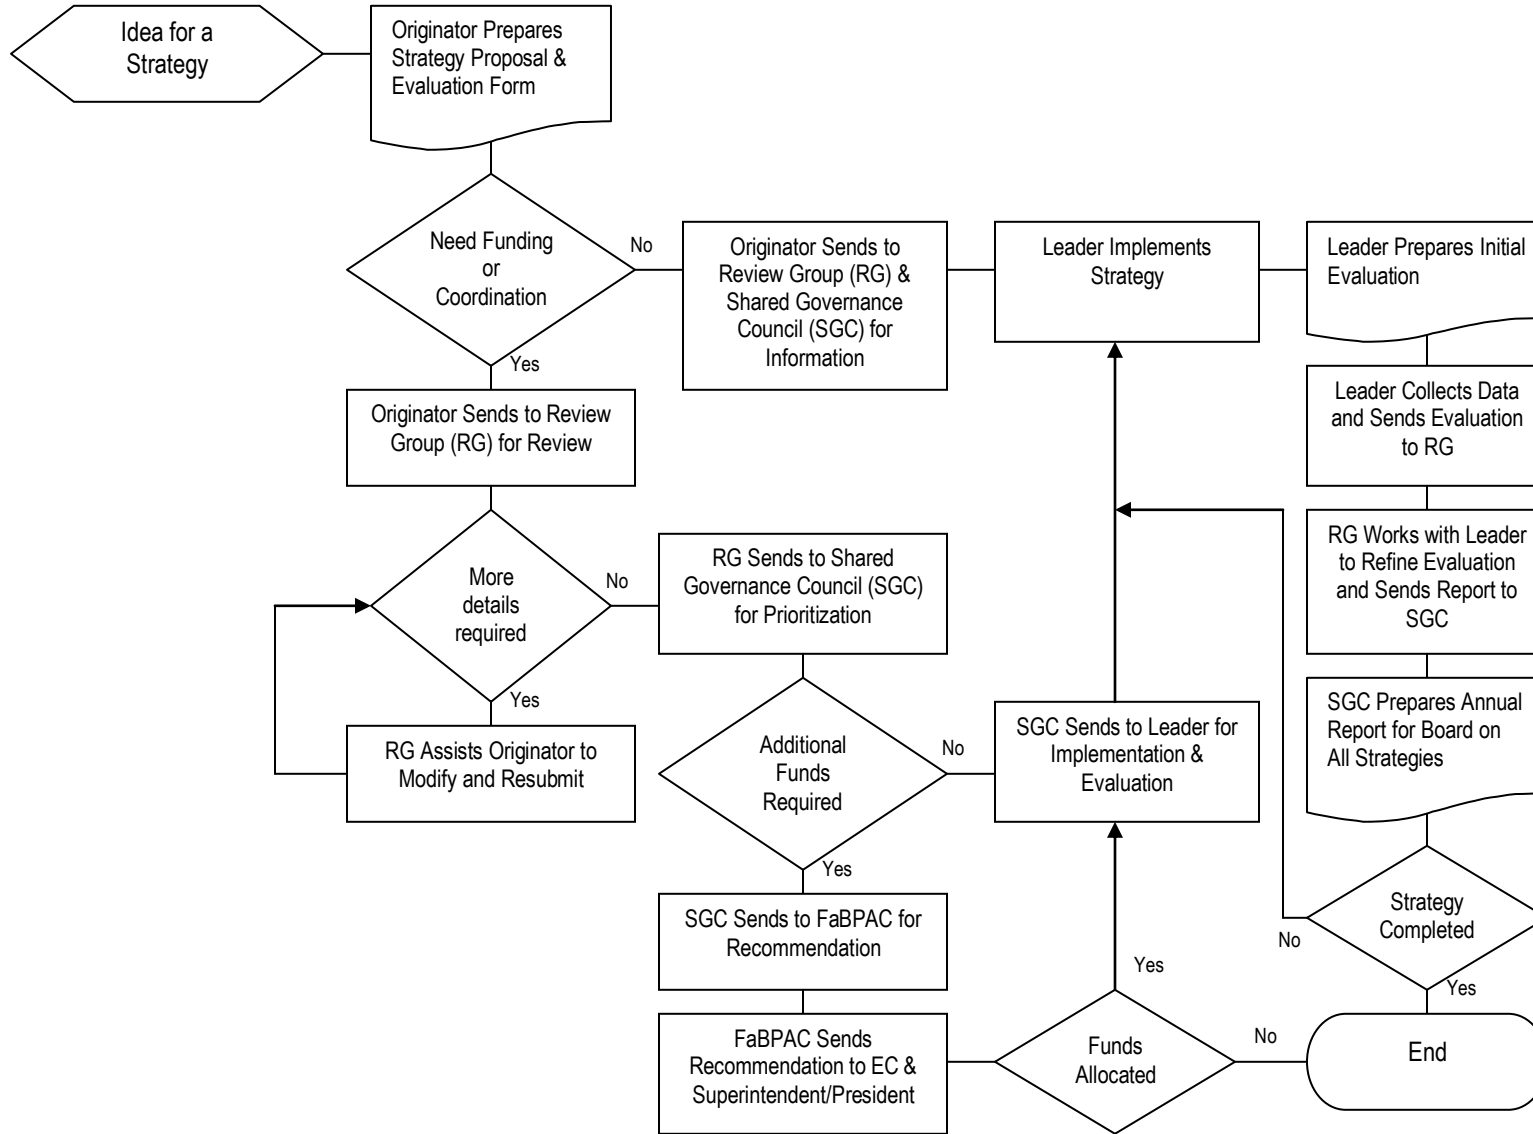 Idea for a
Strategy
Originator Prepares
Strategy Proposal &
Evaluation Form
Need Funding
or
Coordination
No
Yes
Originator Sends to
Review Group (RG) &
Shared Governance
Council (SGC) for
Information
Leader Implements
Strategy
Leader Prepares Initial
Evaluation
Originator Sends to Review
Group (RG) for Review
Leader Collects Data
and Sends Evaluation
to RG
More
details
required
No
Yes
RG Sends to Shared
Governance Council (SGC)
for Prioritization
RG Works with Leader
to Refine Evaluation
and Sends Report to
SGC
RG Assists Originator to
Modify and Resubmit
Additional
Funds
Required
No
Yes
SGC Sends to Leader for
Implementation &
Evaluation
SGC Prepares Annual
Report for Board on
All Strategies
SGC Sends to FaBPAC for
Recommendation
Strategy
Completed
No
Yes
FaBPAC Sends
Recommendation to EC &
Superintendent/President
Funds
Allocated
Yes
No
End